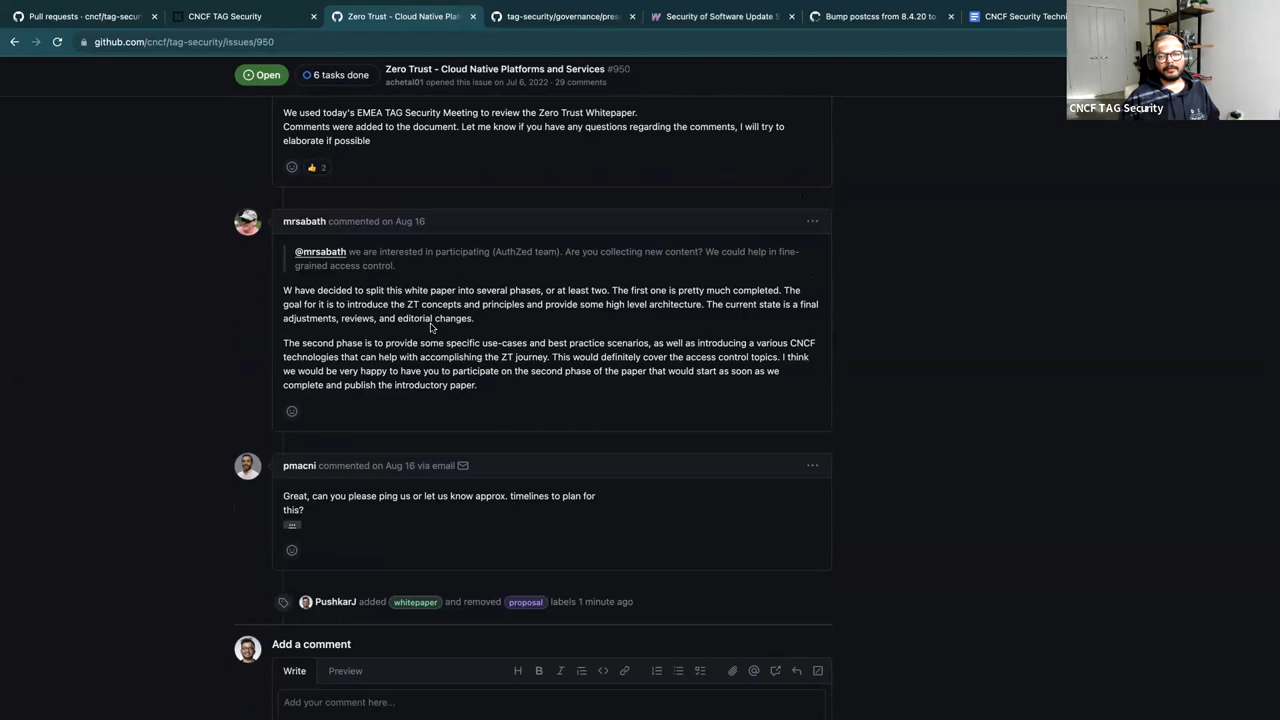 Pull requests · cncf/tag-secur
CNCF TAG Security
Zero Trust - Cloud Native Plat
tag-security/governance/pres
Security of Software Update S
Bump postcss from 8.4.20 to
CNCF Security Techni
github.com/cncf/tag-security/issues/950
CNCF TAG Security
Open
6 tasks done
Zero Trust - Cloud Native Platforms and Services #950
achetal01 opened this issue on Jul 6, 2022 · 29 comments
We used today's EMEA TAG Security Meeting to review the Zero Trust Whitepaper.
Comments were added to the document. Let me know if you have any questions regarding the comments, I will try to
elaborate if possible
2
mrsabath commented on Aug 16
@mrsabath we are interested in participating (AuthZed team). Are you collecting new content? We could help in fine-
grained access control.
W have decided to split this white paper into several phases, or at least two. The first one is pretty much completed. The
goal for it is to introduce the ZT concepts and principles and provide some high level architecture. The current state is a final
adjustments, reviews, and editorial changes.
The second phase is to provide some specific use-cases and best practice scenarios, as well as introducing a various CNCF
technologies that can help with accomplishing the ZT journey. This would definitely cover the access control topics. I think
we would be very happy to have you to participate on the second phase of the paper that would start as soon as we
complete and publish the introductory paper.
pmacni commented on Aug 16 via email
Great, can you please ping us or let us know approx. timelines to plan for
this?
...
PushkarJ added whitepaper and removed proposal labels 1 minute ago
Add a comment
Write
Preview
Add your comment here...